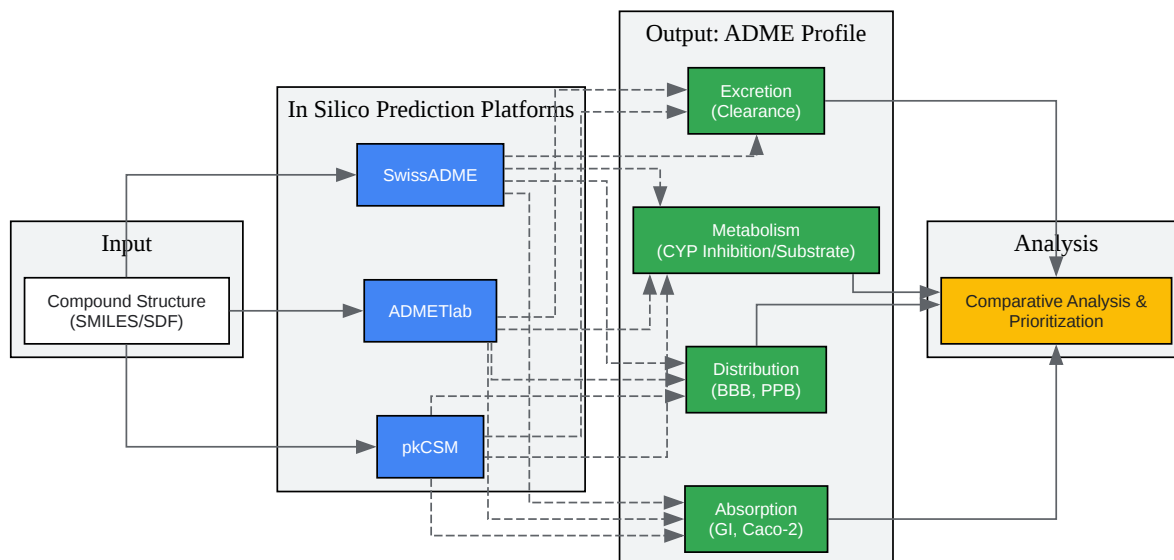 Input
Compound Structure
(SMILES/SDF)
In Silico Prediction Platforms
SwissADME
ADMETlab
pkCSM
Output: ADME Profile
Excretion
(Clearance)
Metabolism
(CYP Inhibition/Substrate)
Distribution
(BBB, PPB)
Absorption
(GI, Caco-2)
Analysis
Comparative Analysis &
Prioritization